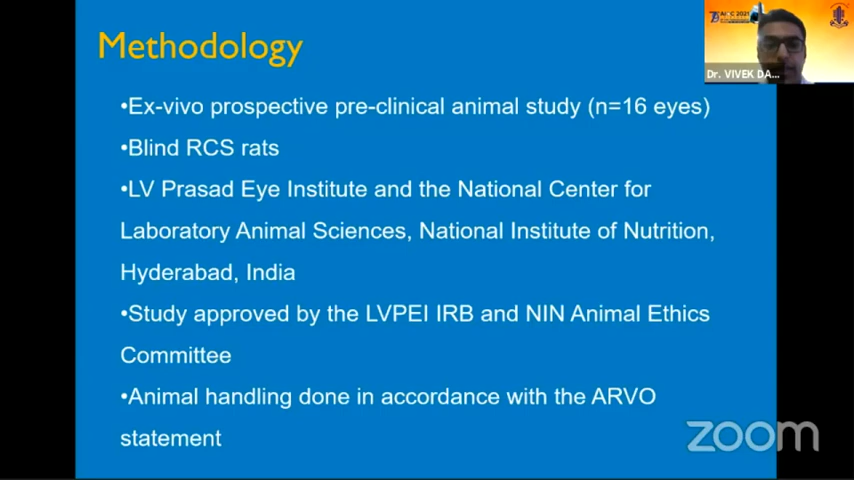 Methodology
AIOC 2021
Dr. VIVEK DA...
•Ex-vivo prospective pre-clinical animal study (n=16 eyes)
•Blind RCS rats
•LV Prasad Eye Institute and the National Center for
Laboratory Animal Sciences, National Institute of Nutrition,
Hyderabad, India
•Study approved by the LVPEI IRB and NIN Animal Ethics
Committee
•Animal handling done in accordance with the ARVO
statement
zoom